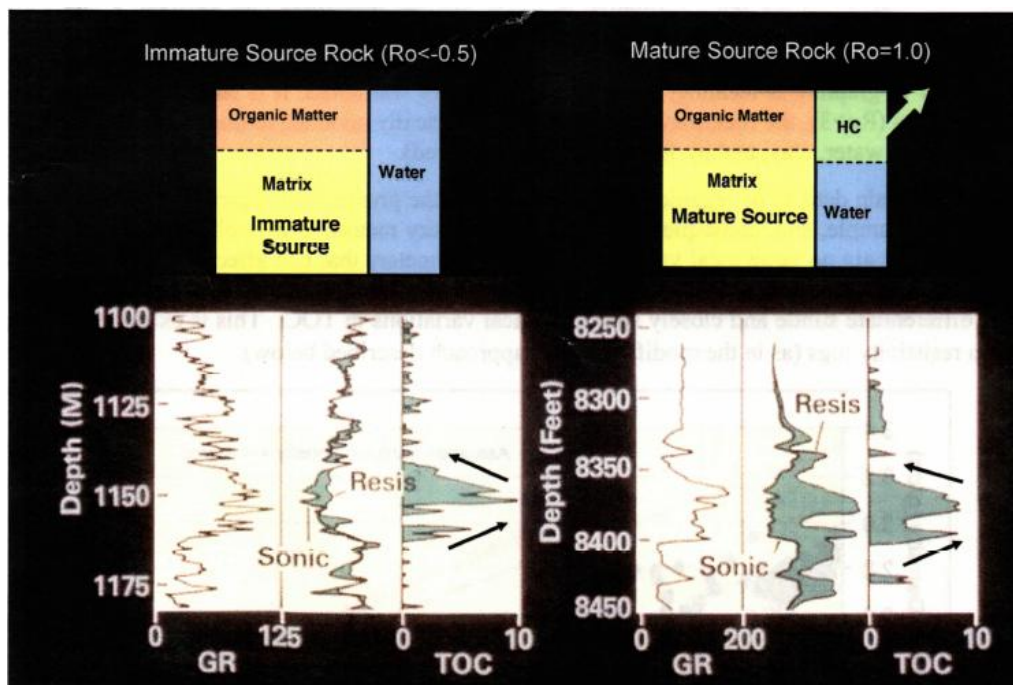 Immature Source Rock (Ro<-0.5)
Organic Matter
Matrix
Immature
Source
Water
1100
1125
1150
1175
Depth (M)
Resis
Sonic
0 125 0 10
GR TOC
Mature Source Rock (Ro=1.0)
Organic Matter
HC
Matrix
Mature Source
Water
8250
8300
8350
8400
8450
Depth (Feet)
Resis
Sonic
0 200 0 10
GR TOC